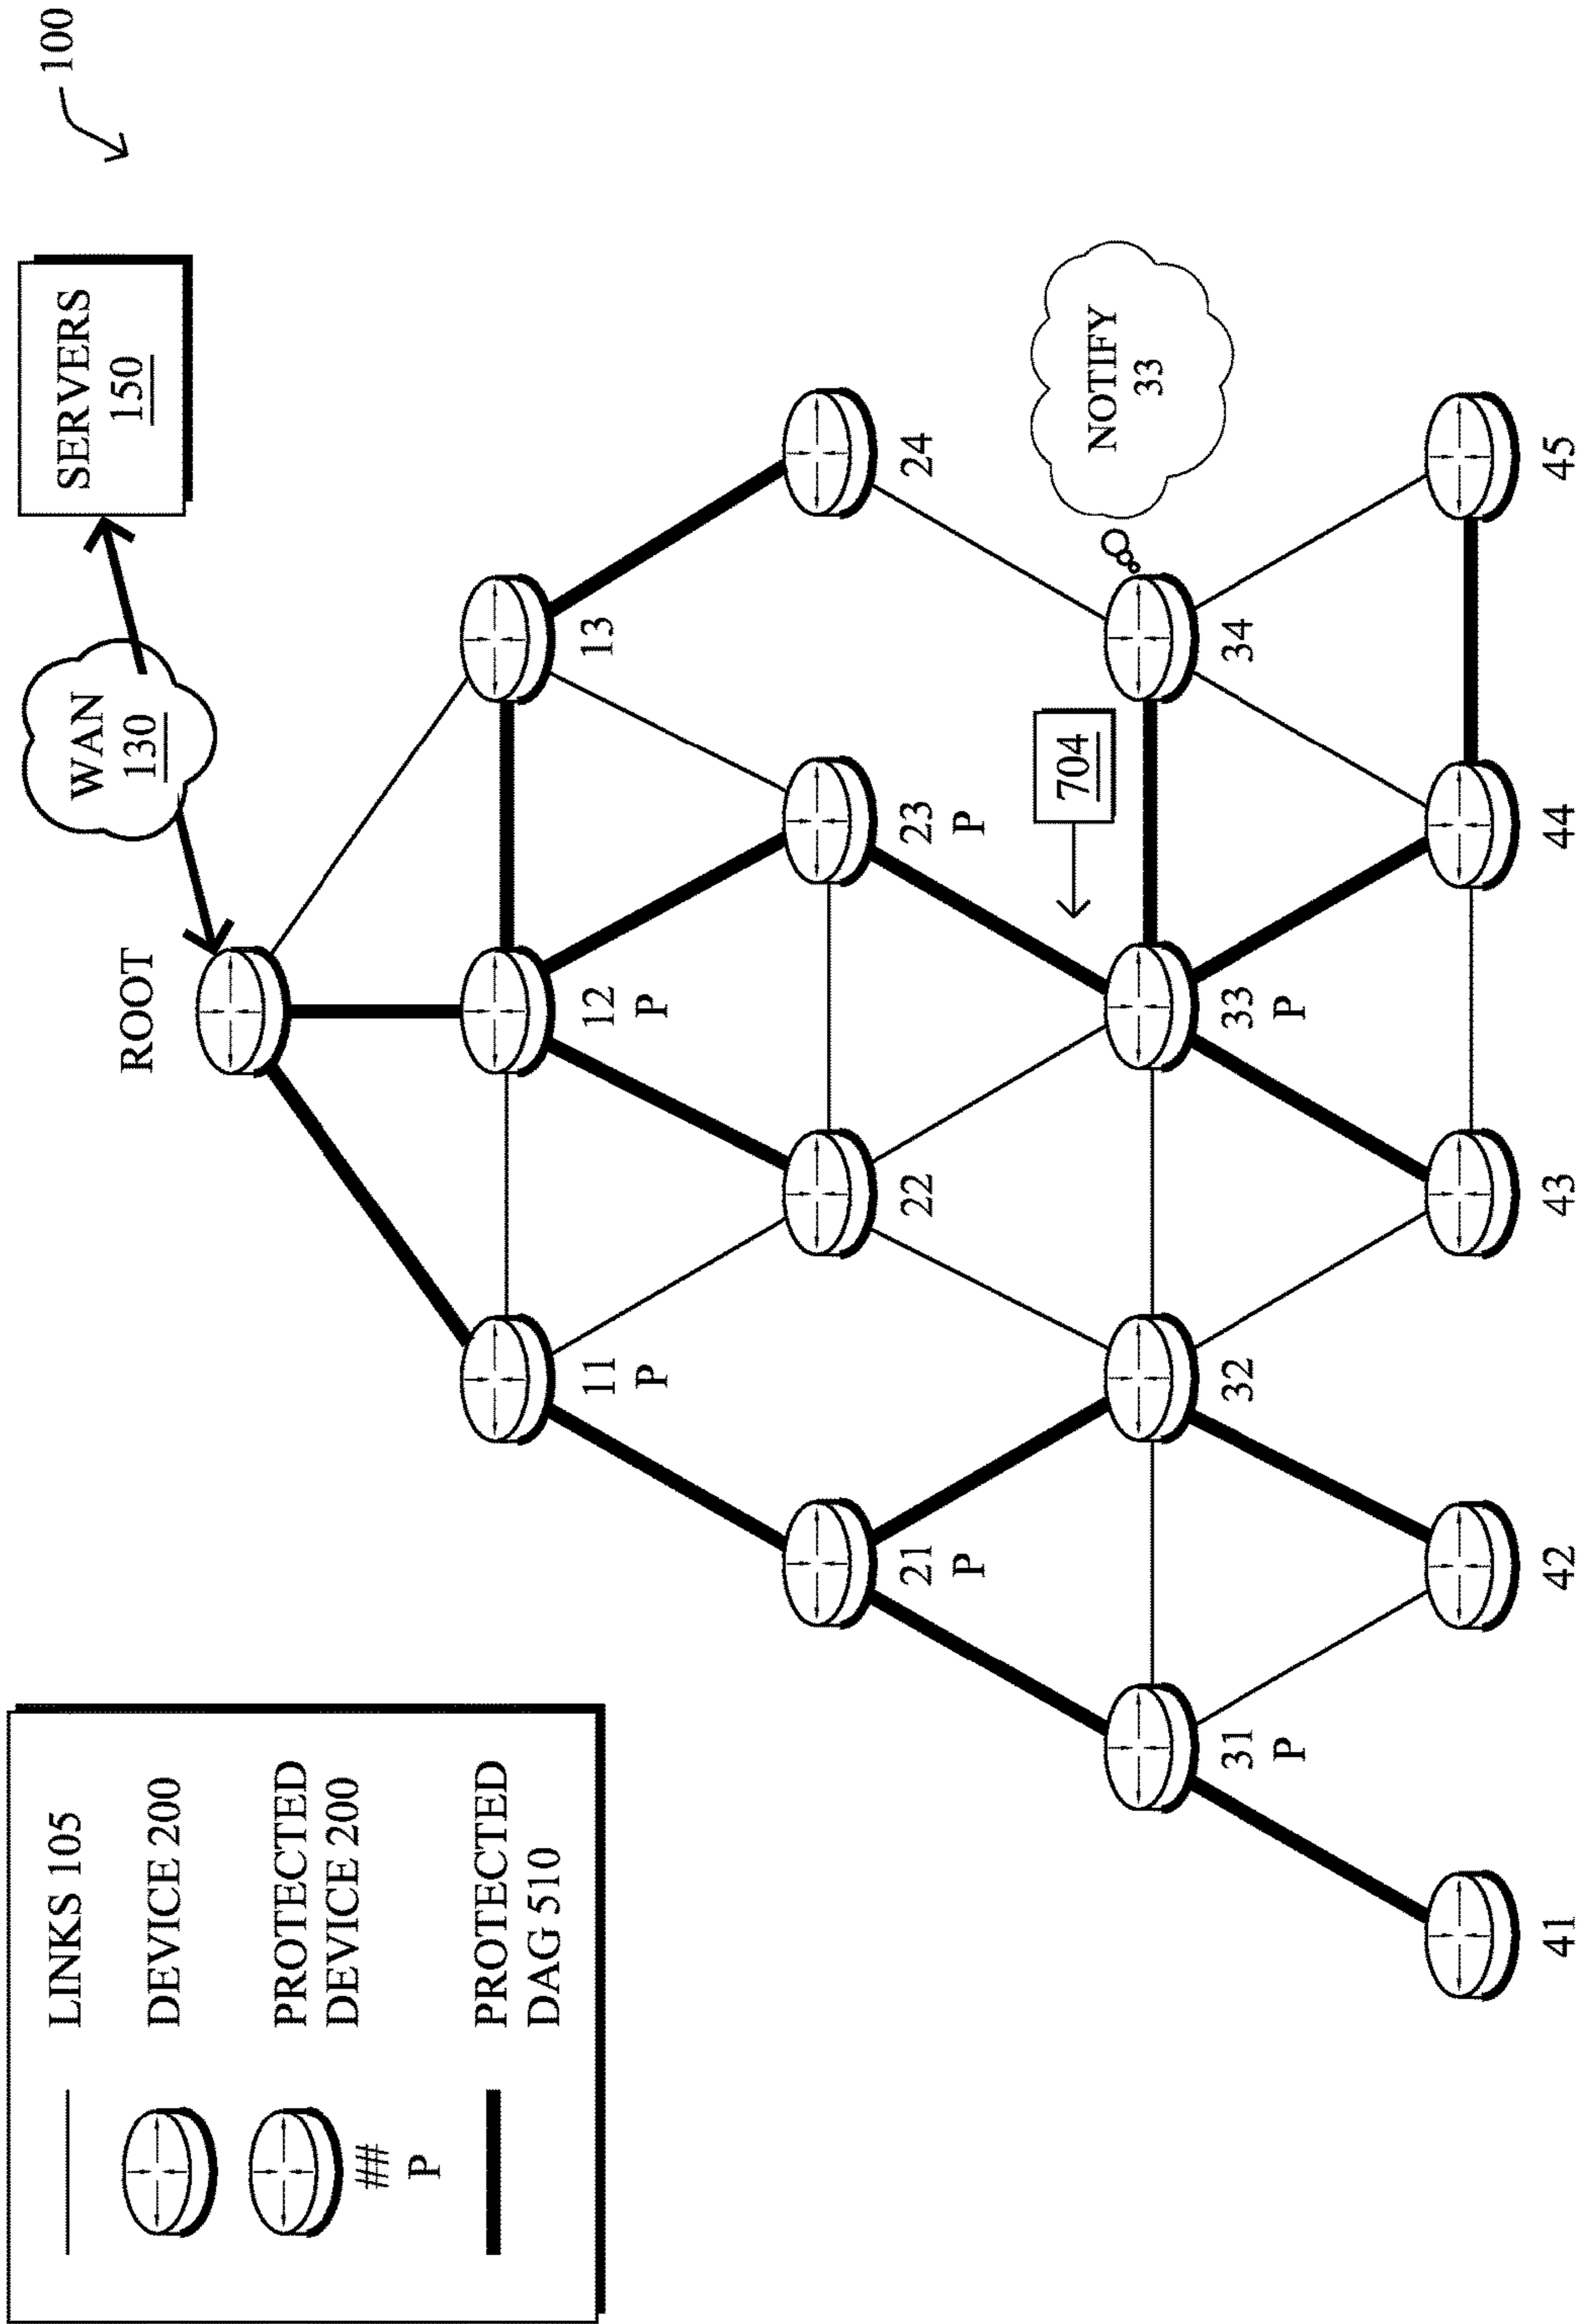 100
SERVERS
150
WAN
130
ROOT
LINKS 105
DEVICE 200
##
P
PROTECTED
DEVICE 200
PROTECTED
DAG 510
11
P
12
P
13
21
P
22
23
P
24
31
P
32
33
P
704
34
NOTIFY
33
41
42
43
44
45